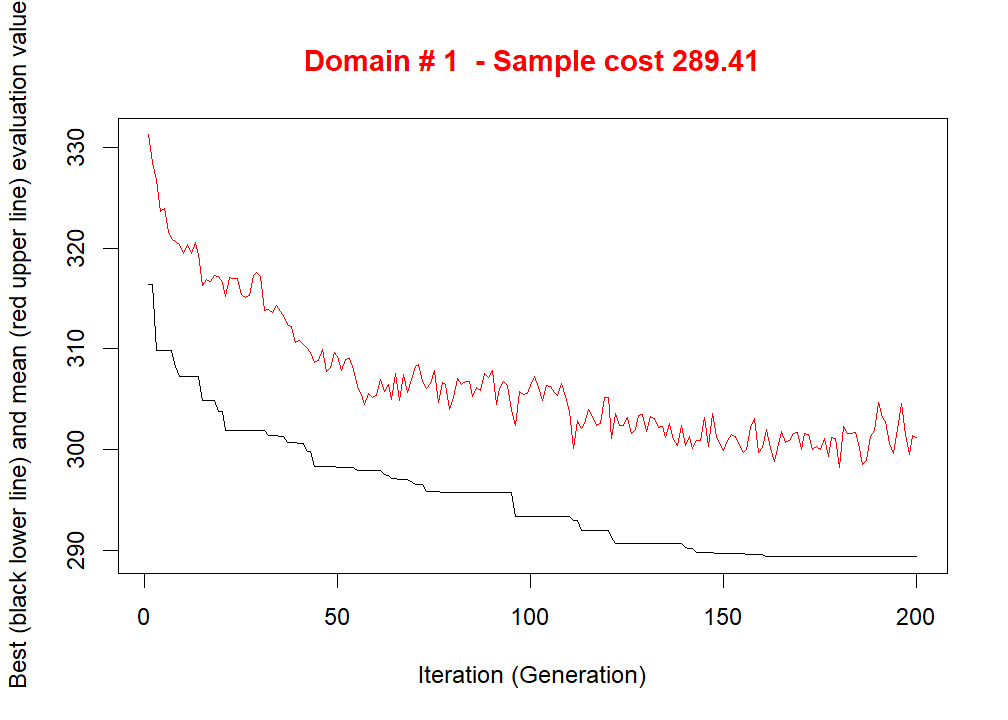 Domain # 1  - Sample cost 289.41
Best (black lower line) and mean (red upper line) evaluation value
330
320
310
300
290
0 50 100 150 200
Iteration (Generation)